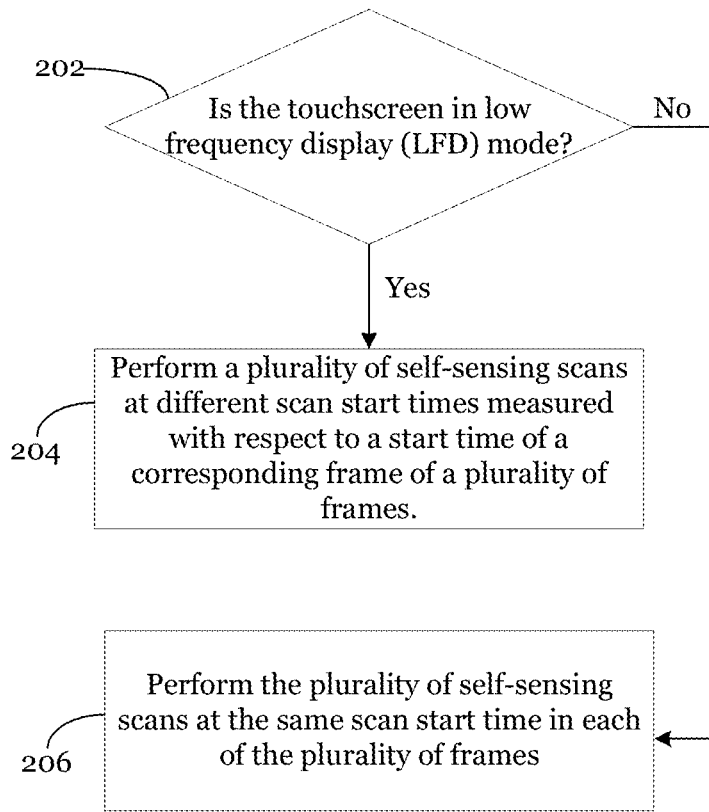 202
Is the touchscreen in low
frequency display (LFD) mode?
No
Yes
Perform a plurality of self-sensing scans
at different scan start times measured
with respect to a start time of a
corresponding frame of a plurality of
frames.
204
Perform the plurality of self-sensing
scans at the same scan start time in each
of the plurality of frames
206